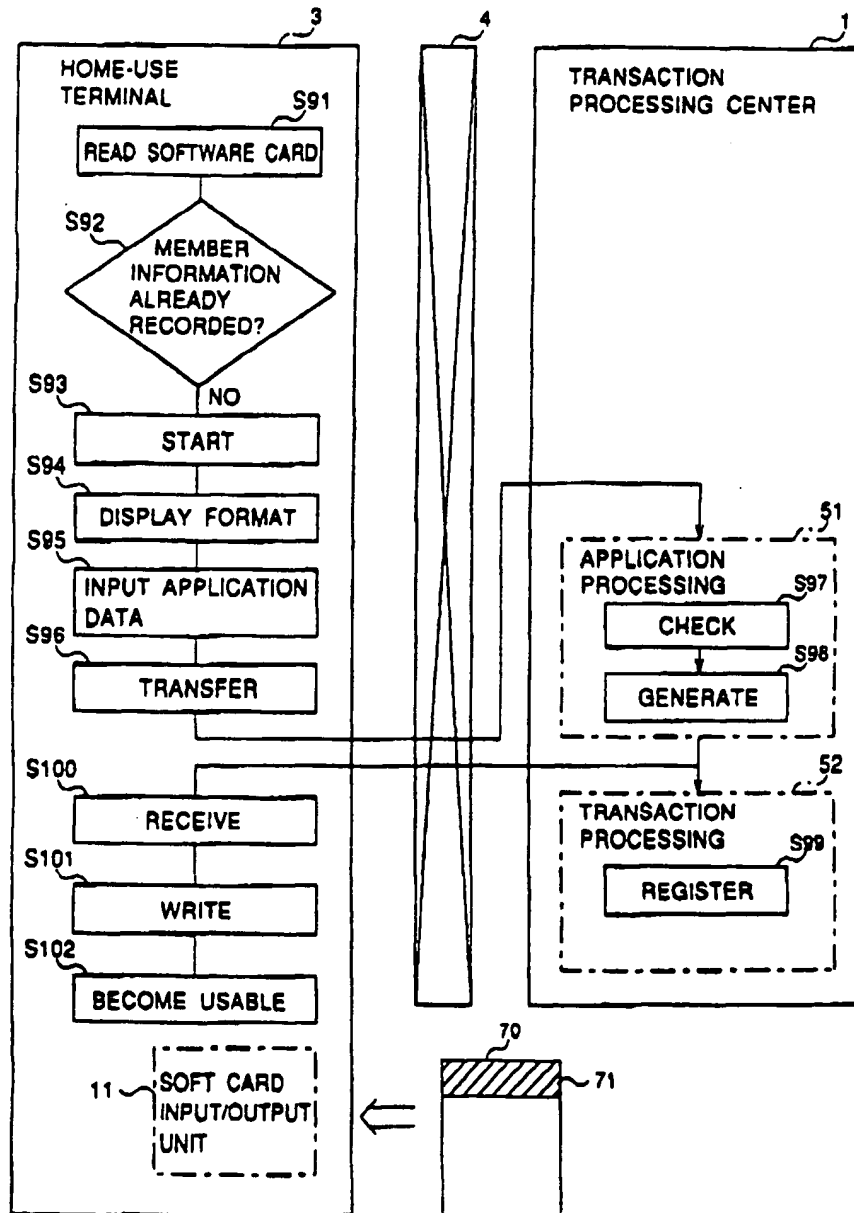 3
4
1
HOME-USE
TERMINAL
TRANSACTION
PROCESSING CENTER
S91
READ SOFTWARE CARD
S92
MEMBER
INFORMATION
ALREADY
RECORDED?
NO
S93
START
S94
DISPLAY FORMAT
S95
INPUT APPLICATION
DATA
S96
TRANSFER
51
APPLICATION
PROCESSING
S97
CHECK
S98
GENERATE
S100
RECEIVE
S101
WRITE
S102
BECOME USABLE
52
TRANSACTION
PROCESSING
S99
REGISTER
11
SOFT CARD
INPUT/OUTPUT
UNIT
70
71